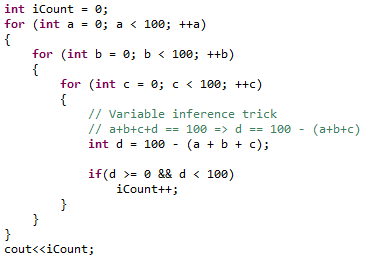 int iCount = 0;
for (int a = 0; a < 100; ++a)
{
    for (int b = 0; b < 100; ++b)
    {
        for (int c = 0; c < 100; ++c)
        {
            // Variable inference trick
            // a+b+c+d == 100 => d == 100 - (a+b+c)
            int d = 100 - (a + b + c);

            if(d >= 0 && d < 100)
                iCount++;
        }
    }
}
cout<<iCount;